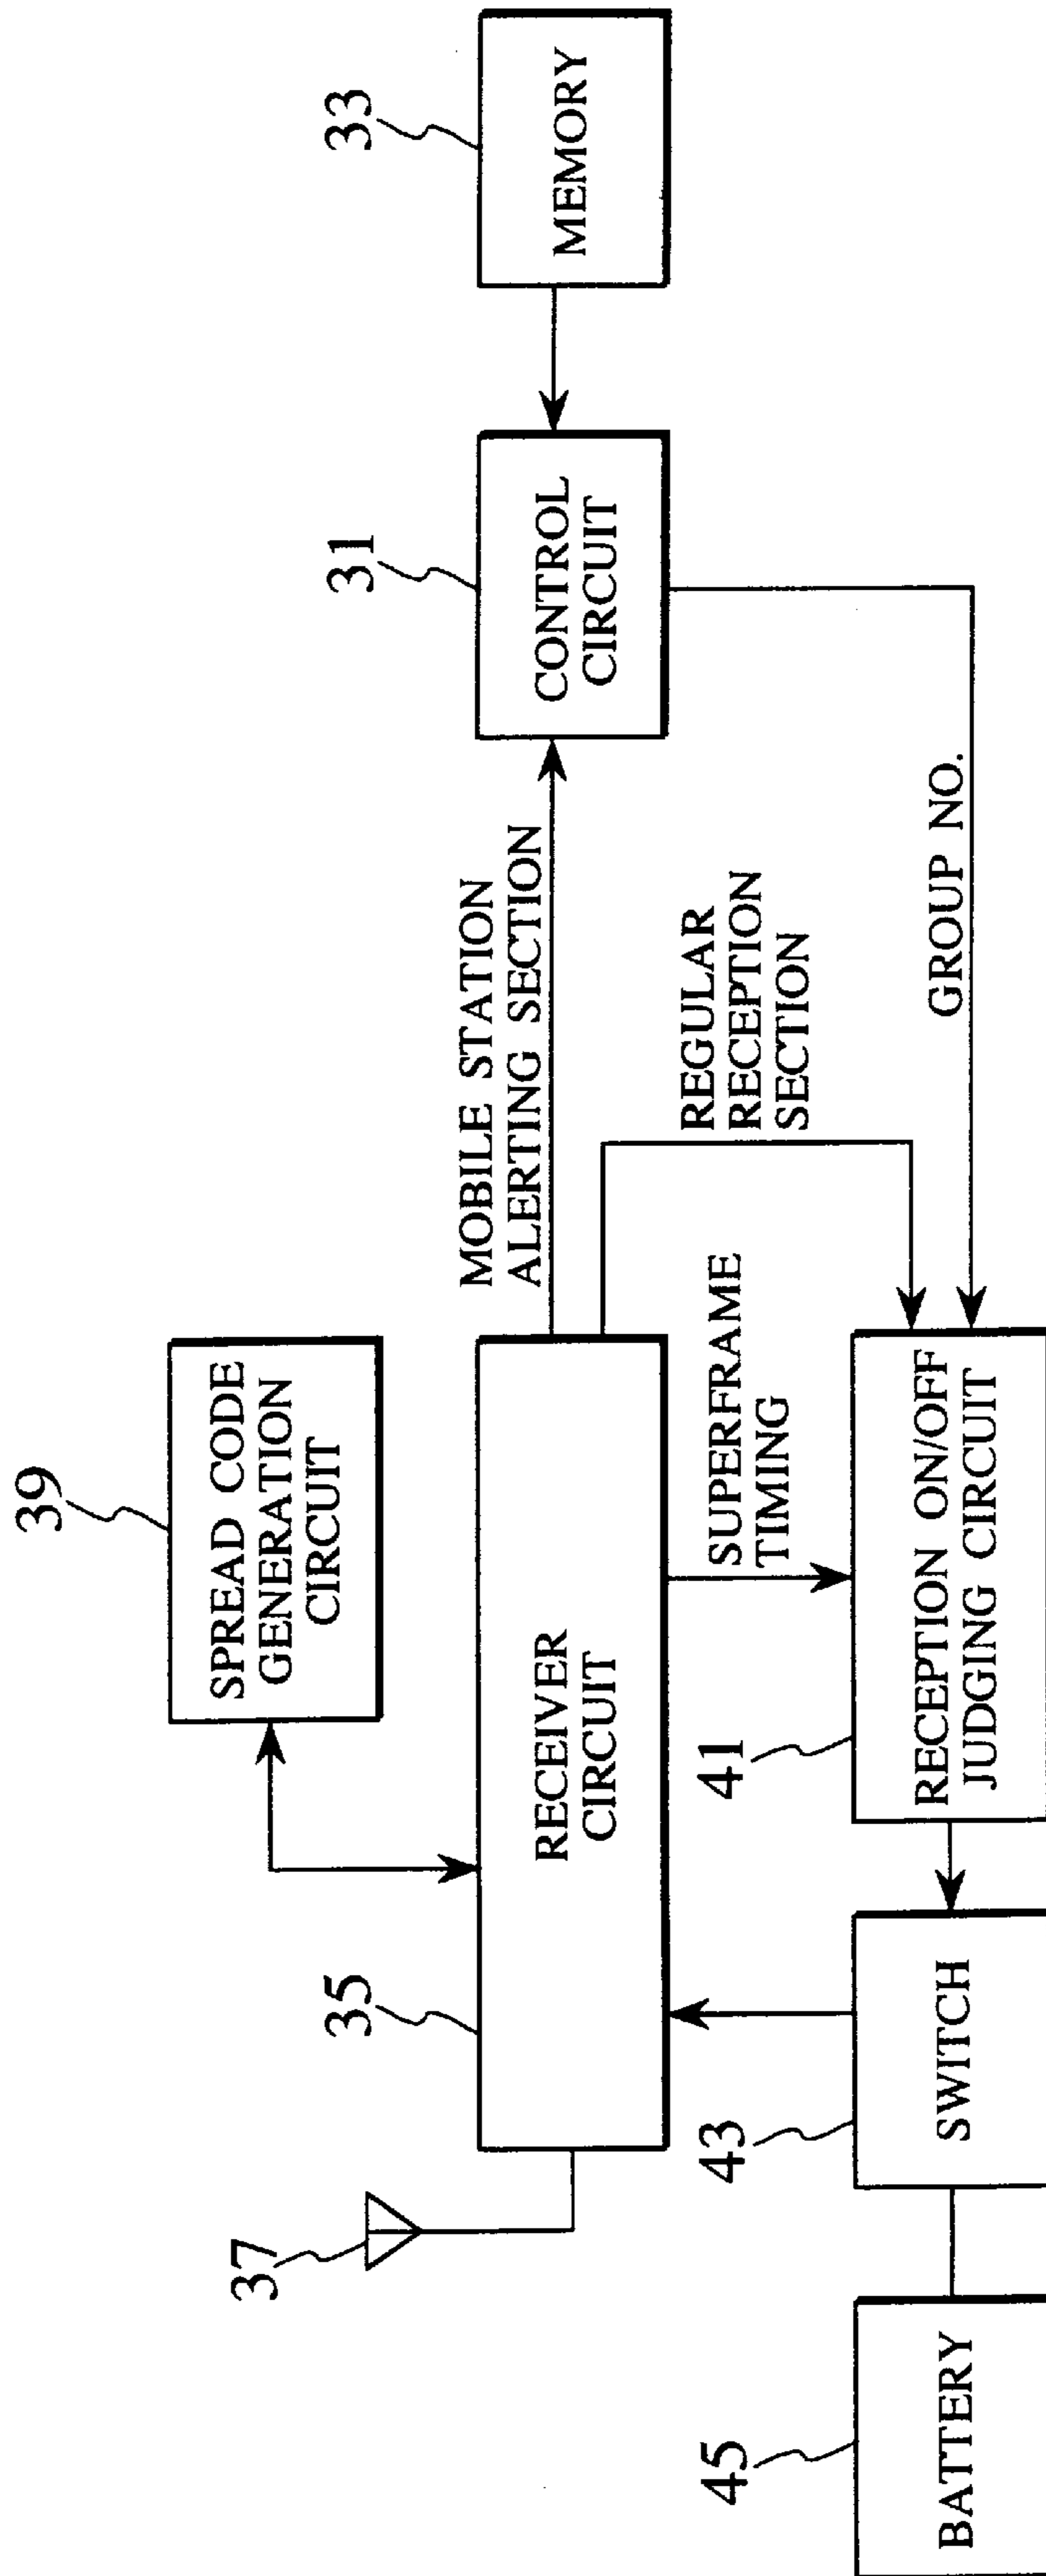 39
SPREAD CODE
GENERATION
CIRCUIT
37
35
RECEIVER
CIRCUIT
MOBILE STATION
ALERTING SECTION
31
CONTROL
CIRCUIT
33
MEMORY
REGULAR
RECEPTION
SECTION
SUPERFRAME
TIMING
GROUP NO.
45
BATTERY
43
SWITCH
41
RECEPTION ON/OFF
JUDGING CIRCUIT